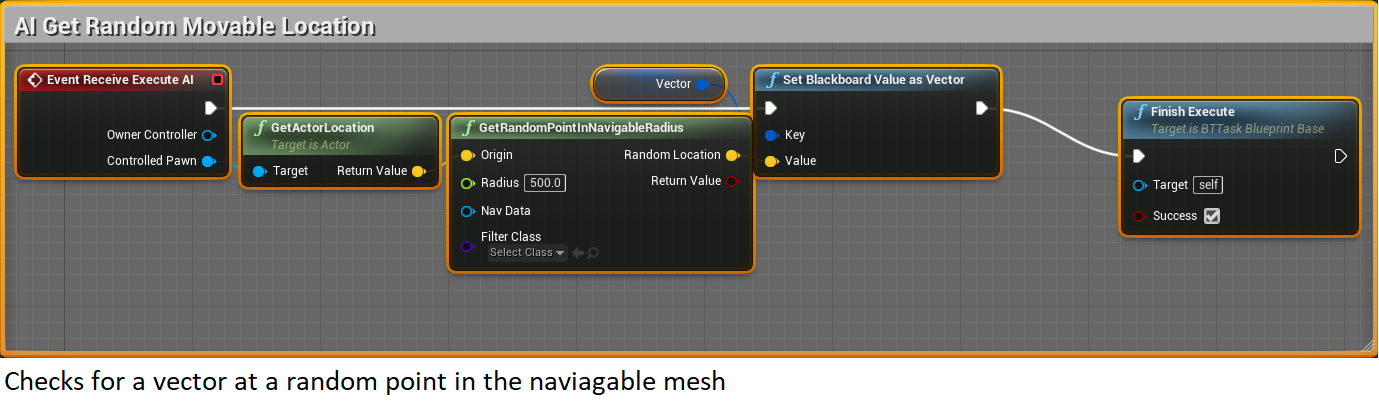 AI Get Random Movable Location
Event Receive Execute AI
Owner Controller
Controlled Pawn
f GetActorLocation
Target is Actor
Target Return Value
Vector
f GetRandomPointInNavigableRadius
Origin Random Location
Radius 500.0 Return Value
Nav Data
Filter Class
Select Class
f Set Blackboard Value as Vector
Key
Value
f Finish Execute
Target is BTTask Blueprint Base
Target self
Success
Checks for a vector at a random point in the naviagable mesh